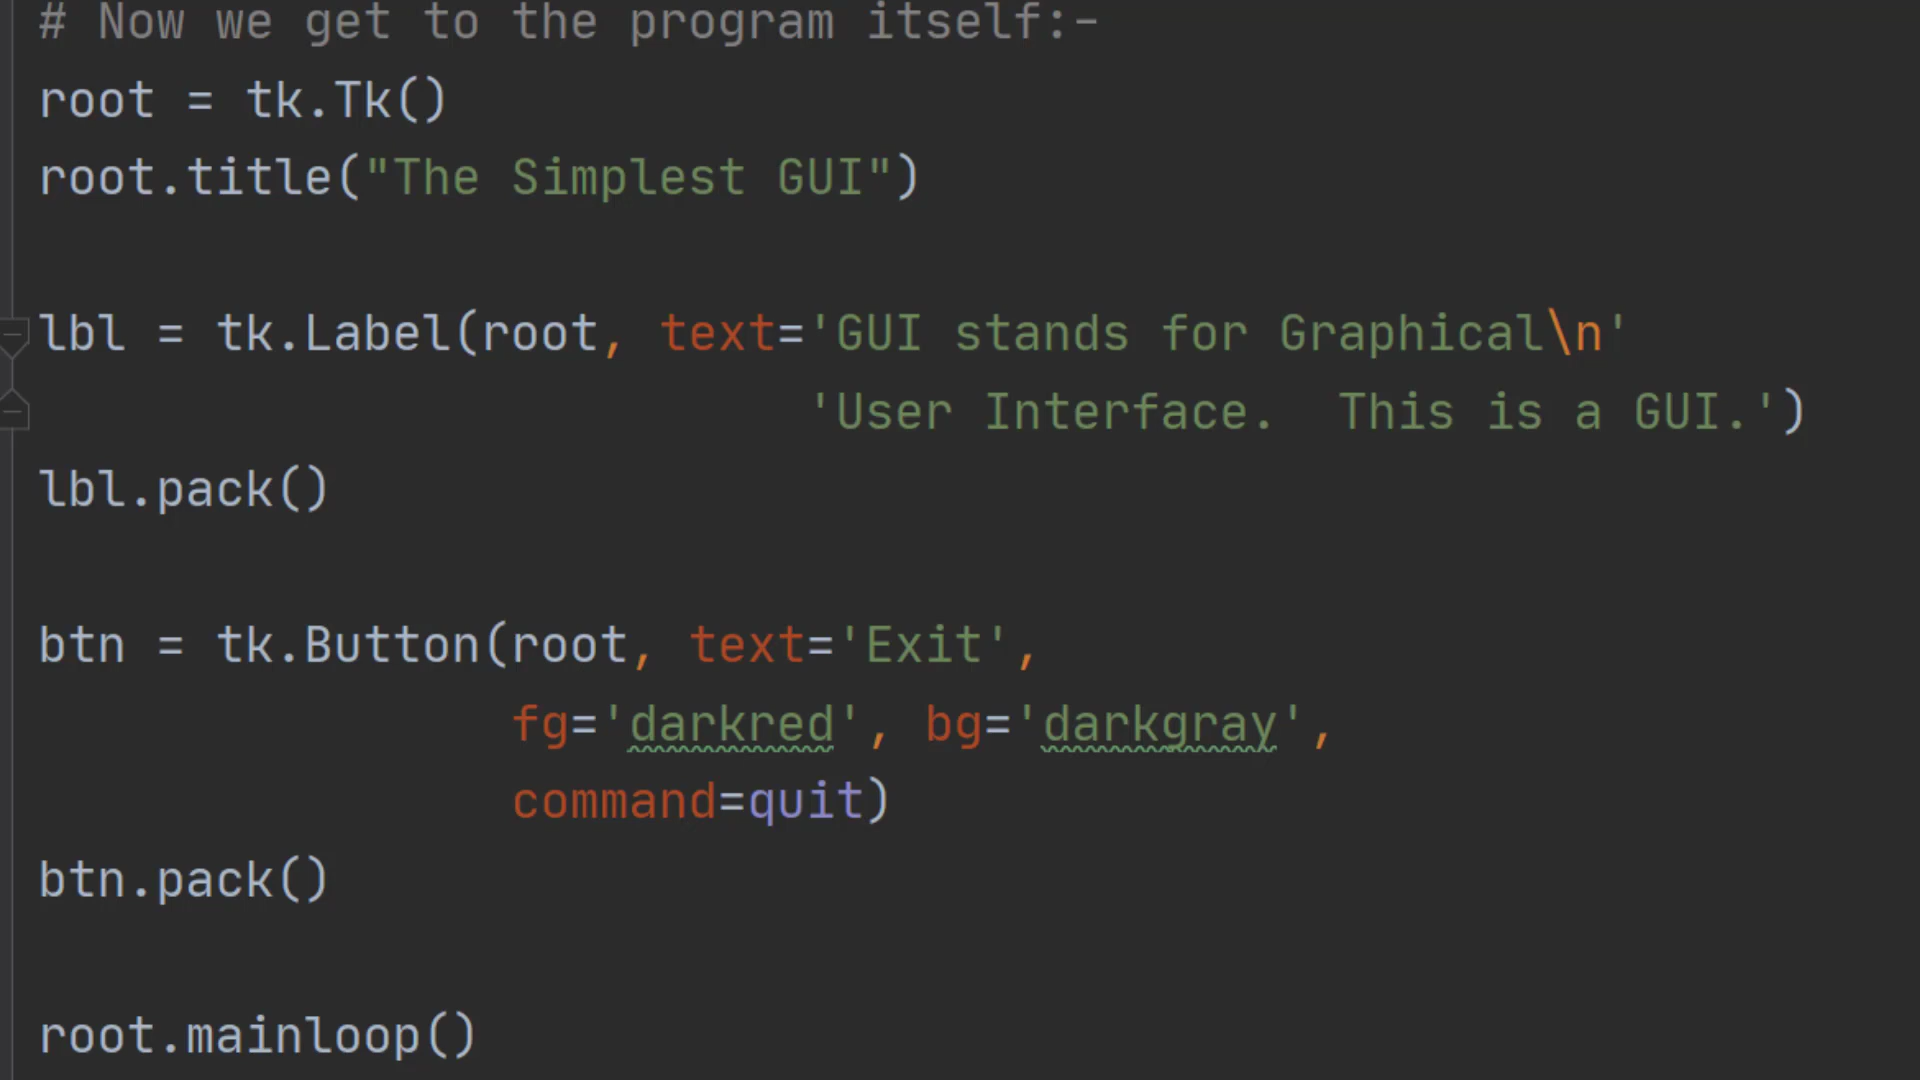 # Now we get to the program itself:-
root = tk.Tk()
root.title("The Simplest GUI")
lbl = tk.Label(root, text='GUI stands for Graphical\n'
'User Interface.  This is a GUI.')
lbl.pack()
btn = tk.Button(root, text='Exit',
fg='darkred', bg='darkgray',
command=quit)
btn.pack()
root.mainloop()